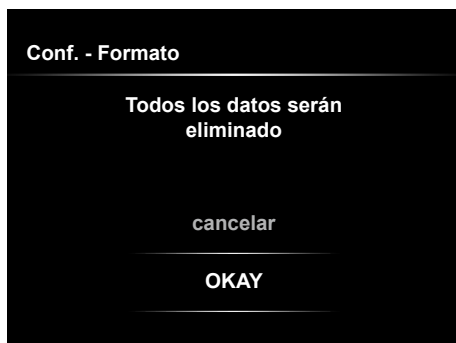 Conf. - Formato
Todos los datos serán
eliminado
cancelar
OKAY